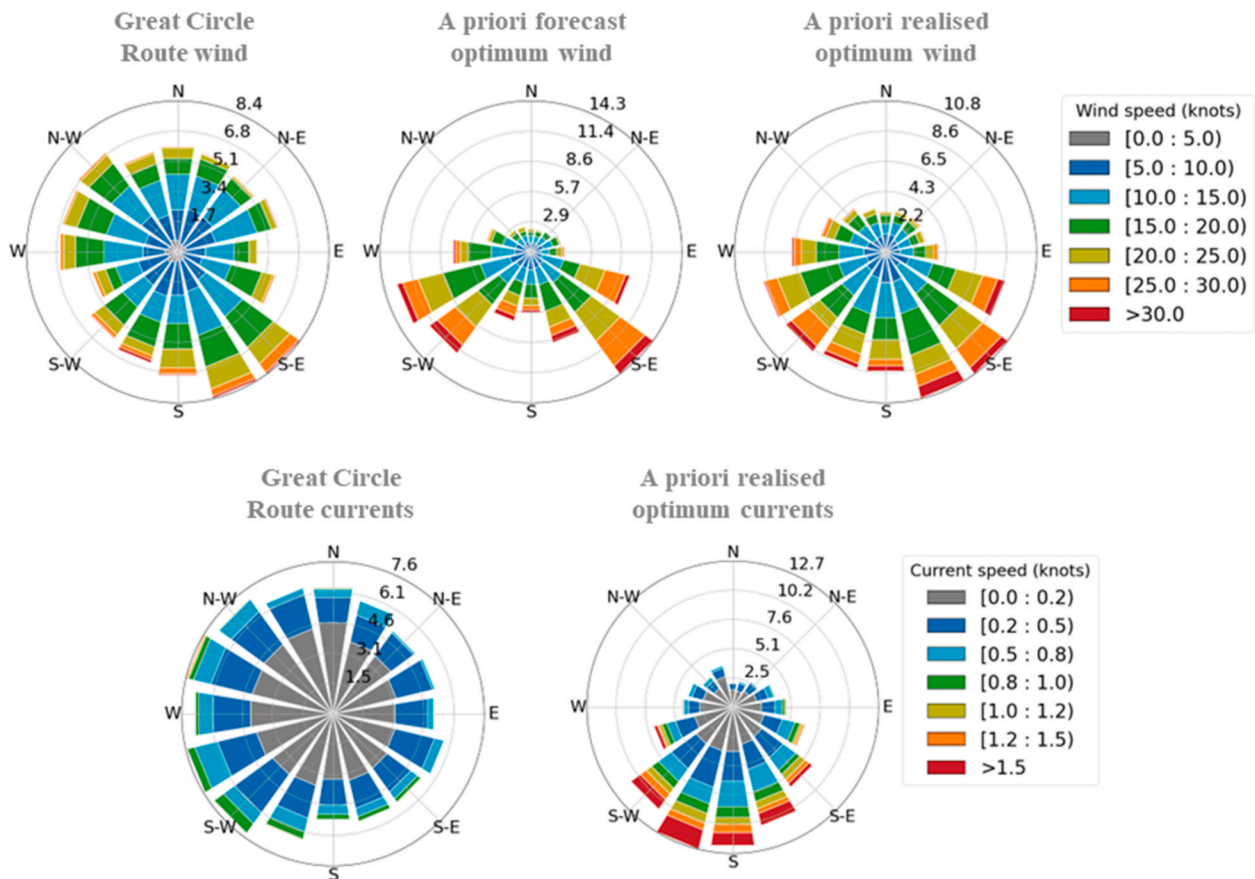 Great Circle
Route wind
A priori forecast
optimum wind
A priori realised
optimum wind
N
8.4
N-W
6.8
N-E
5.1
3.4
1.7
W
E
S-W
S-E
S
N
14.3
11.4
N-W
N-E
8.6
5.7
2.9
W
E
S-W
S-E
S
N
10.8
8.6
N-W
N-E
6.5
4.3
2.2
W
E
S-W
S-E
S
Wind speed (knots)
[0.0 : 5.0)
[5.0 : 10.0)
[10.0 : 15.0)
[15.0 : 20.0)
[20.0 : 25.0)
[25.0 : 30.0)
>30.0
Great Circle
Route currents
A priori realised
optimum currents
N
7.6
6.1
N-W
N-E
4.6
3.1
1.5
W
E
S-W
S-E
S
N
12.7
10.2
N-W
N-E
7.6
5.1
2.5
W
E
S-W
S-E
S
Current speed (knots)
[0.0 : 0.2)
[0.2 : 0.5)
[0.5 : 0.8)
[0.8 : 1.0)
[1.0 : 1.2)
[1.2 : 1.5)
>1.5